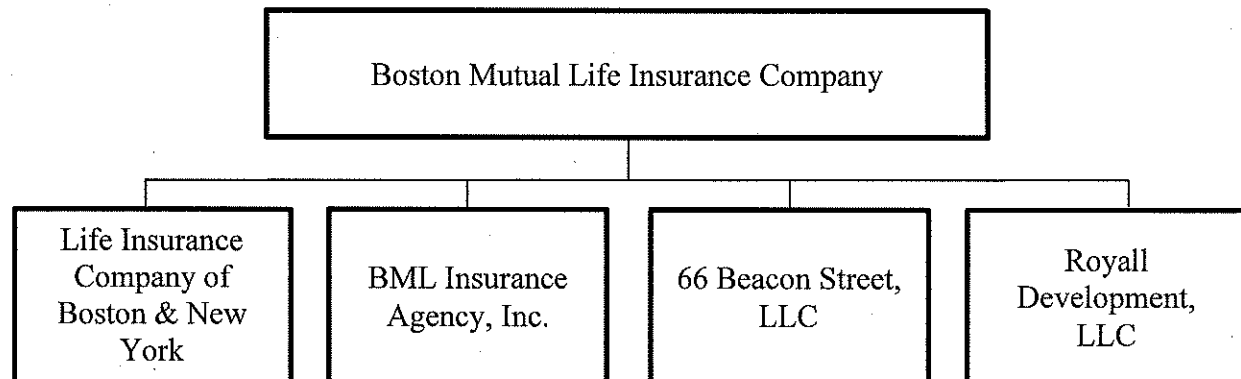 Boston Mutual Life Insurance Company
Life Insurance
Company of
Boston & New
York
BML Insurance
Agency, Inc.
66 Beacon Street,
LLC
Royall
Development,
LLC